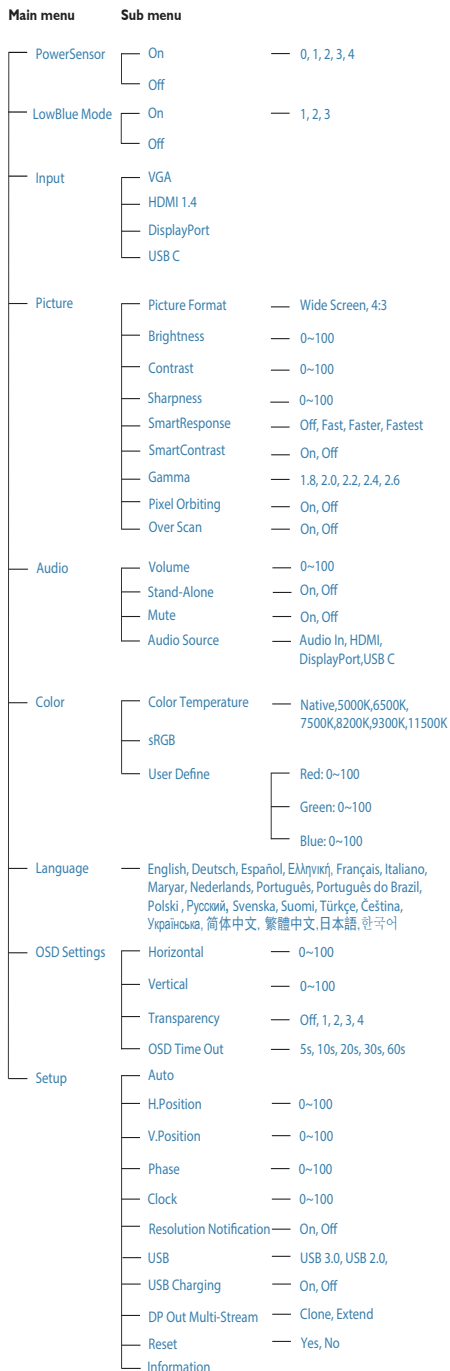 Main menu Sub menu
PowerSensor On 0, 1, 2, 3, 4
Off
LowBlue Mode On 1, 2, 3
Off
Input VGA
HDMI 1.4
DisplayPort
USB C
Picture Picture Format Wide Screen, 4:3
Brightness 0~100
Contrast 0~100
Sharpness 0~100
SmartResponse Off, Fast, Faster, Fastest
SmartContrast On, Off
Gamma 1.8, 2.0, 2.2, 2.4, 2.6
Pixel Orbiting On, Off
Over Scan On, Off
Audio Volume 0~100
Stand-Alone On, Off
Mute On, Off
Audio Source Audio In, HDMI,
DisplayPort,USB C
Color Color Temperature Native,5000K,6500K,
7500K,8200K,9300K,11500K
sRGB
User Define Red: 0~100
Green: 0~100
Blue: 0~100
Language English, Deutsch, Español, Ελληνική, Français, Italiano,
Maryar, Nederlands, Português, Português do Brazil,
Polski , Русский, Svenska, Suomi, Türkçe, Čeština,
Українська, 简体中文, 繁體中文,日本語,한국어
OSD Settings Horizontal 0~100
Vertical 0~100
Transparency Off, 1, 2, 3, 4
OSD Time Out 5s, 10s, 20s, 30s, 60s
Setup Auto
H.Position 0~100
V.Position 0~100
Phase 0~100
Clock 0~100
Resolution Notification On, Off
USB USB 3.0, USB 2.0,
USB Charging On, Off
DP Out Multi-Stream Clone, Extend
Reset Yes, No
Information